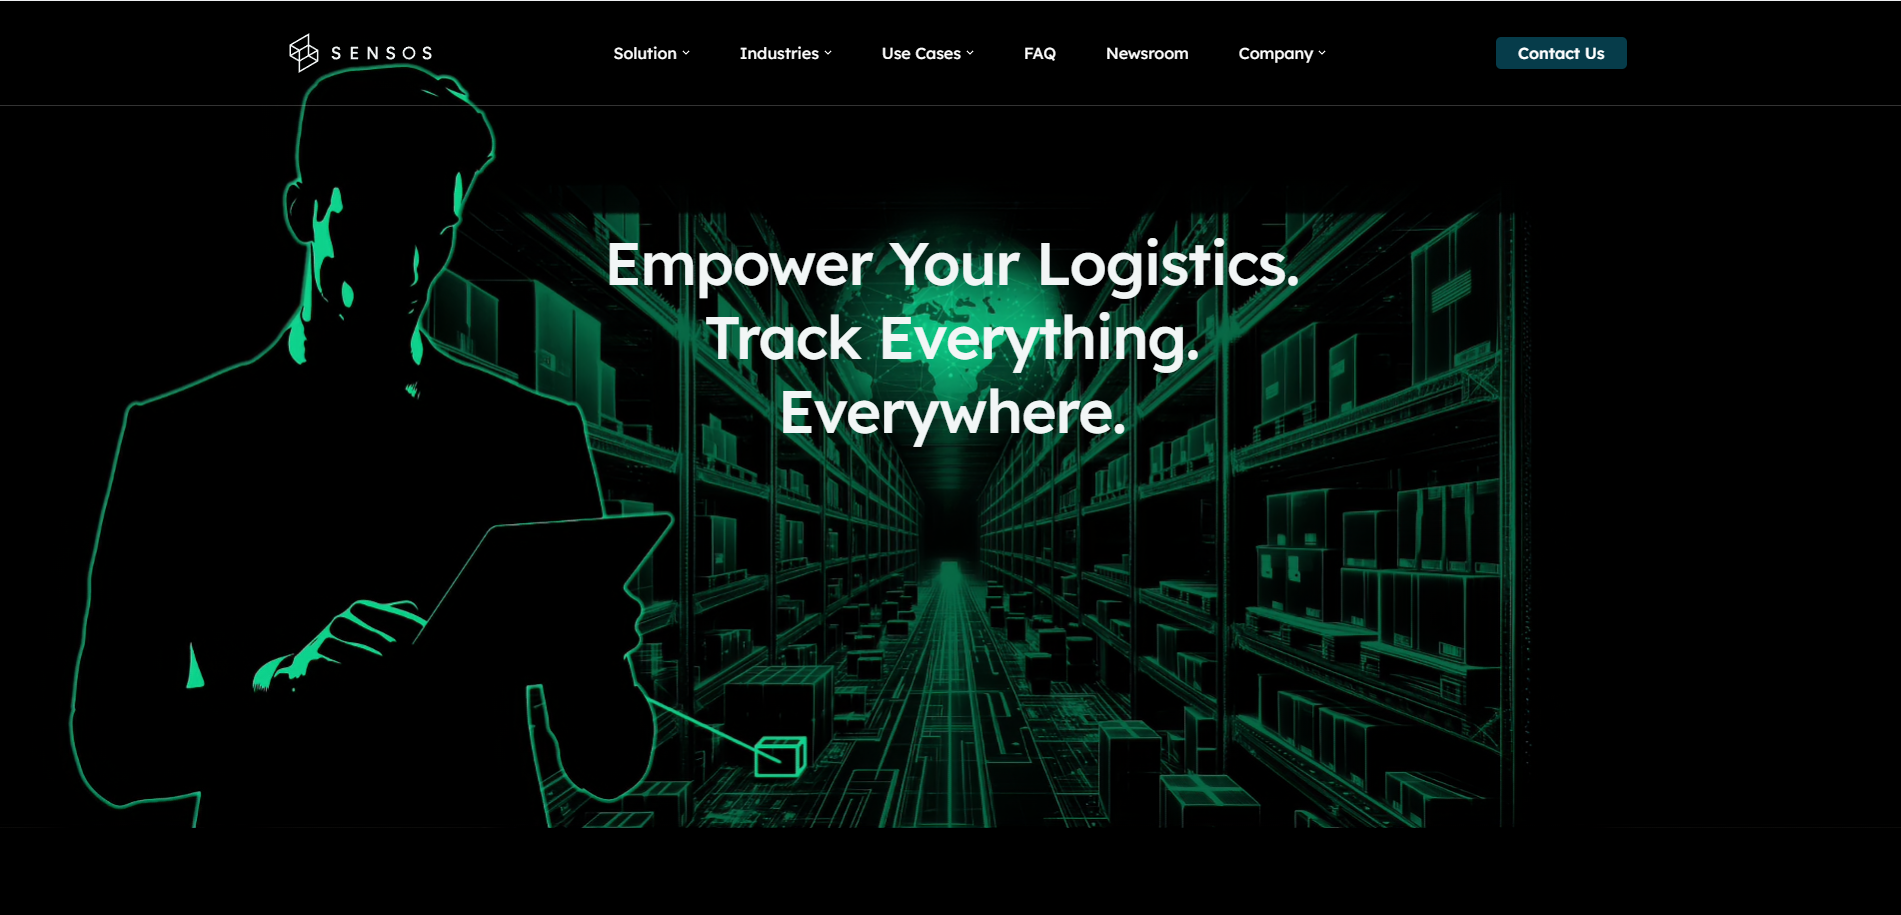 SENSOS
Solution
Industries
Use Cases
FAQ
Newsroom
Company
Contact Us
Empower Your Logistics.
Track Everything.
Everywhere.